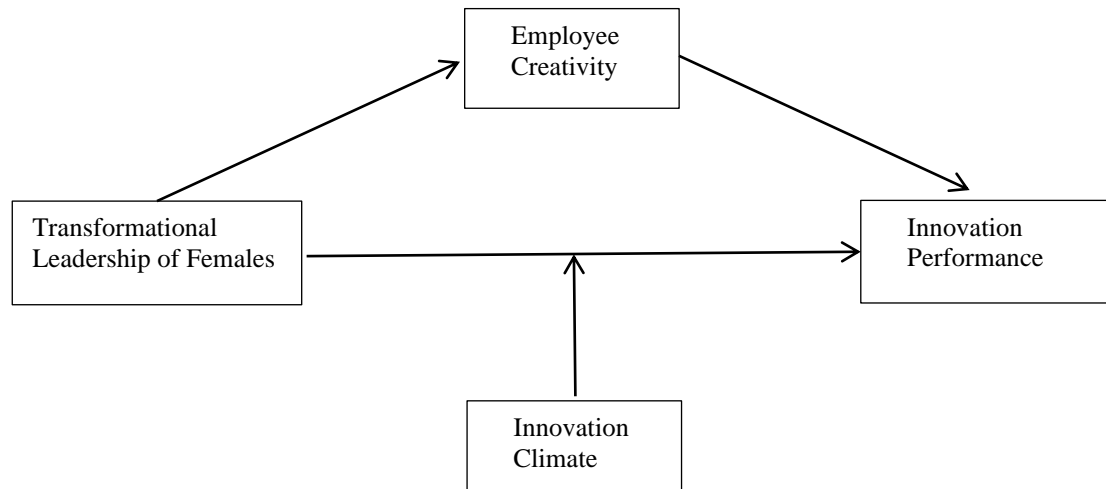 Employee
Creativity
Transformational
Leadership of Females
Innovation
Performance
Innovation
Climate